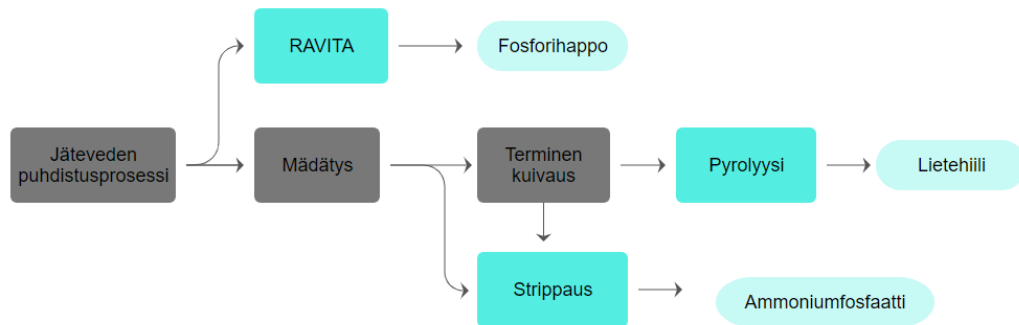 RAVITA
Fosforihappo
Jäteveden
puhdistusprosessi
Mädätys
Terminen
kuivaus
Pyrolyysi
Lietehiili
Strippaus
Ammoniumfosfaatti